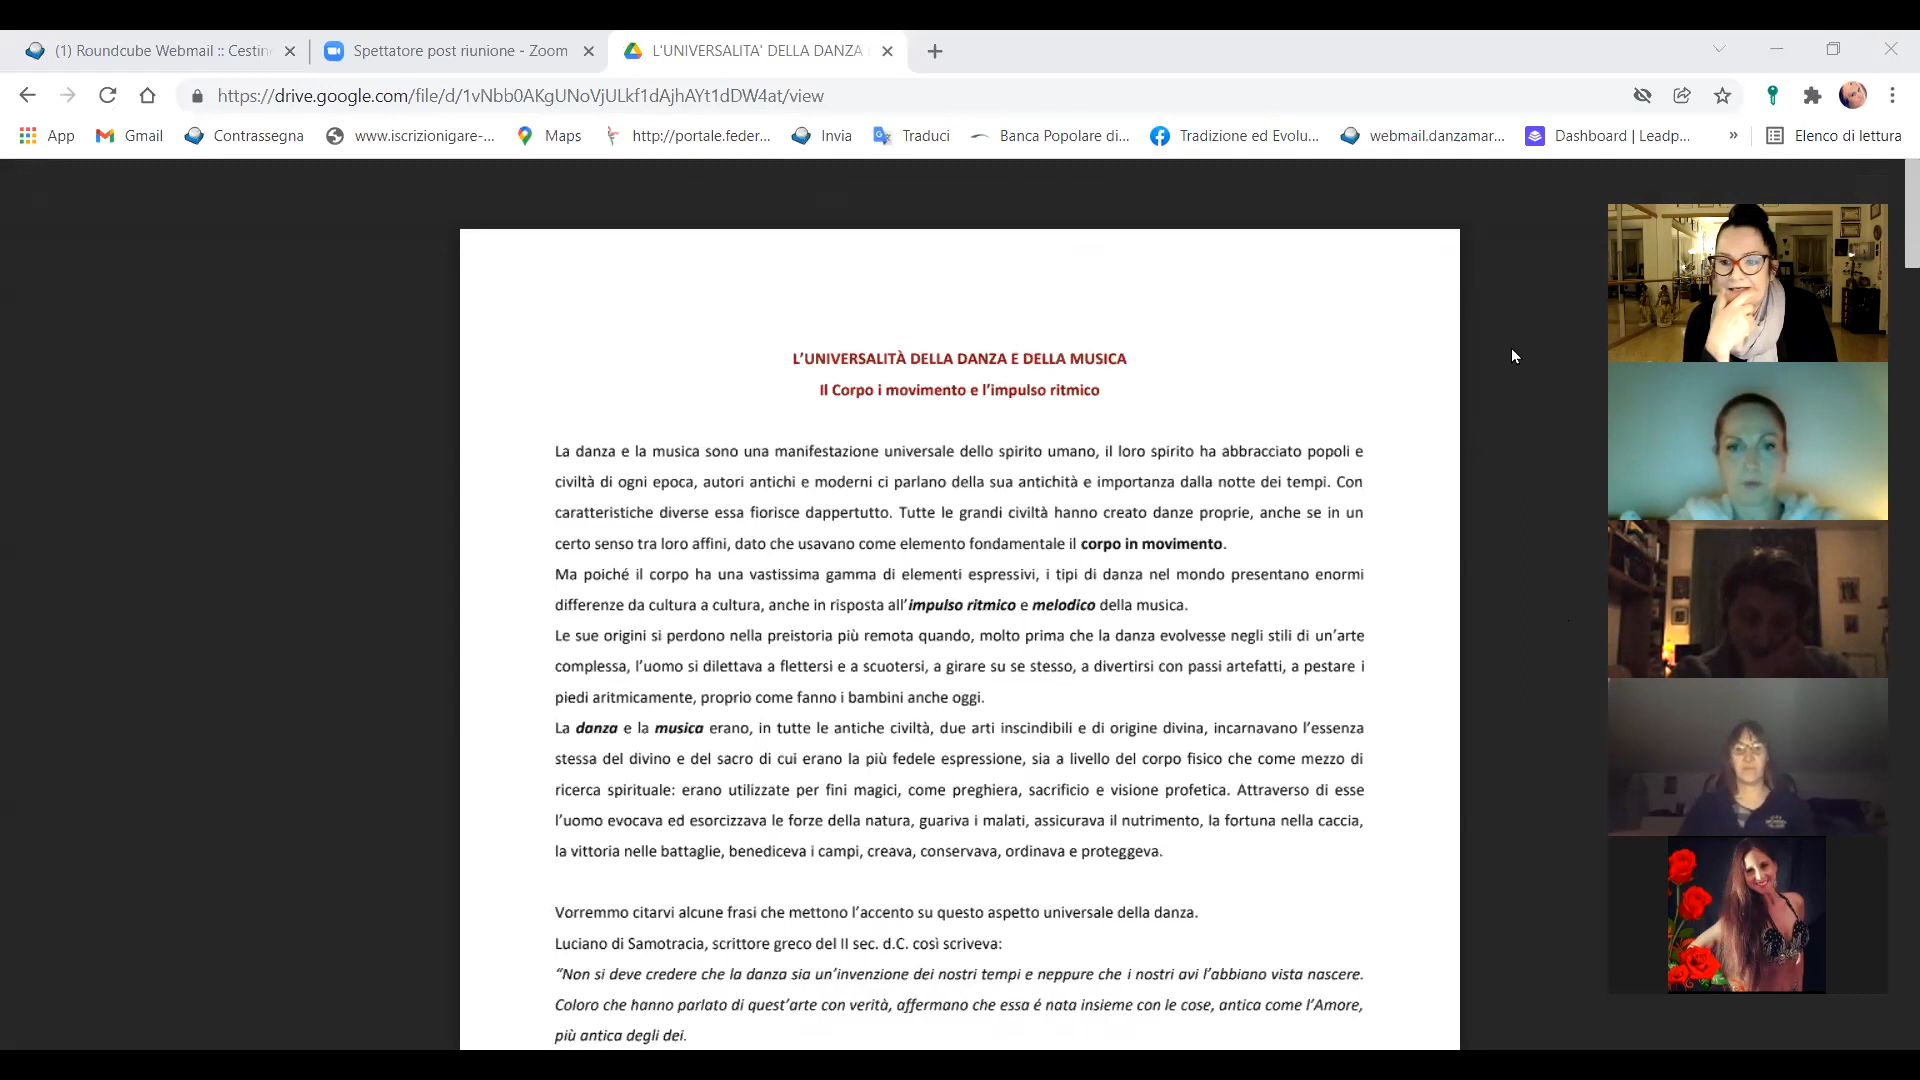 (1) Roundcube Webmail :: Cestin
Spettatore post riunione - Zoom
L'UNIVERSALITA' DELLA DANZA
https://drive.google.com/file/d/1vNbb0AKgUNoVjULkf1dAjhAYt1dDW4at/view
App
Gmail
Contrassegna
www.iscrizionigare-...
Maps
http://portale.feder...
Invia
Traduci
Banca Popolare di...
Tradizione ed Evolu...
webmail.danzamar...
Dashboard | Leadp...
»
Elenco di lettura
L’UNIVERSALITÀ DELLA DANZA E DELLA MUSICA
Il Corpo i movimento e l’impulso ritmico
La danza e la musica sono una manifestazione universale dello spirito umano, il loro spirito ha abbracciato popoli e
civiltà di ogni epoca, autori antichi e moderni ci parlano della sua antichità e importanza dalla notte dei tempi. Con
caratteristiche diverse essa fiorisce dappertutto. Tutte le grandi civiltà hanno creato danze proprie, anche se in un
certo senso tra loro affini, dato che usavano come elemento fondamentale il corpo in movimento.
Ma poiché il corpo ha una vastissima gamma di elementi espressivi, i tipi di danza nel mondo presentano enormi
differenze da cultura a cultura, anche in risposta all’impulso ritmico e melodico della musica.
Le sue origini si perdono nella preistoria più remota quando, molto prima che la danza evolvesse negli stili di un’arte
complessa, l’uomo si dilettava a flettersi e a scuotersi, a girare su se stesso, a divertirsi con passi artefatti, a pestare i
piedi aritmicamente, proprio come fanno i bambini anche oggi.
La danza e la musica erano, in tutte le antiche civiltà, due arti inscindibili e di origine divina, incarnavano l’essenza
stessa del divino e del sacro di cui erano la più fedele espressione, sia a livello del corpo fisico che come mezzo di
ricerca spirituale: erano utilizzate per fini magici, come preghiera, sacrificio e visione profetica. Attraverso di esse
l’uomo evocava ed esorcizzava le forze della natura, guariva i malati, assicurava il nutrimento, la fortuna nella caccia,
la vittoria nelle battaglie, benediceva i campi, creava, conservava, ordinava e proteggeva.
Vorremmo citarvi alcune frasi che mettono l’accento su questo aspetto universale della danza.
Luciano di Samotracia, scrittore greco del II sec. d.C. così scriveva:
“Non si deve credere che la danza sia un’invenzione dei nostri tempi e neppure che i nostri avi l’abbiano vista nascere.
Coloro che hanno parlato di quest’arte con verità, affermano che essa é nata insieme con le cose, antica come l’Amore,
più antica degli dei.